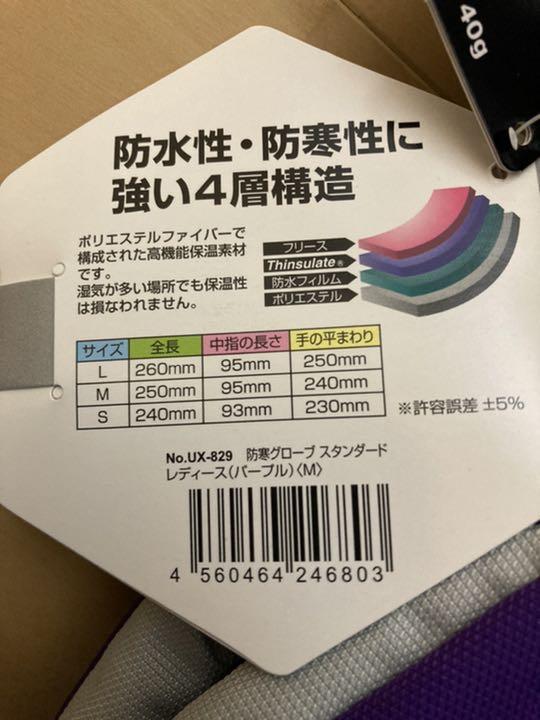 40g
防水性・防寒性に
強い4層構造
ポリエステルファイバーで
構成された高機能保温素材
です。
湿気が多い場所でも保温性
は損なわれません。
フリース
Thinsulate®
防水フィルム
ポリエステル
サイズ 全長 中指の長さ 手の平まわり
L 260mm 95mm 250mm
M 250mm 95mm 240mm
S 240mm 93mm 230mm
※許容誤差 ±5%
No.UX-829 防寒グローブ スタンダード
レディース(パープル)〈M〉
4 560464 246803